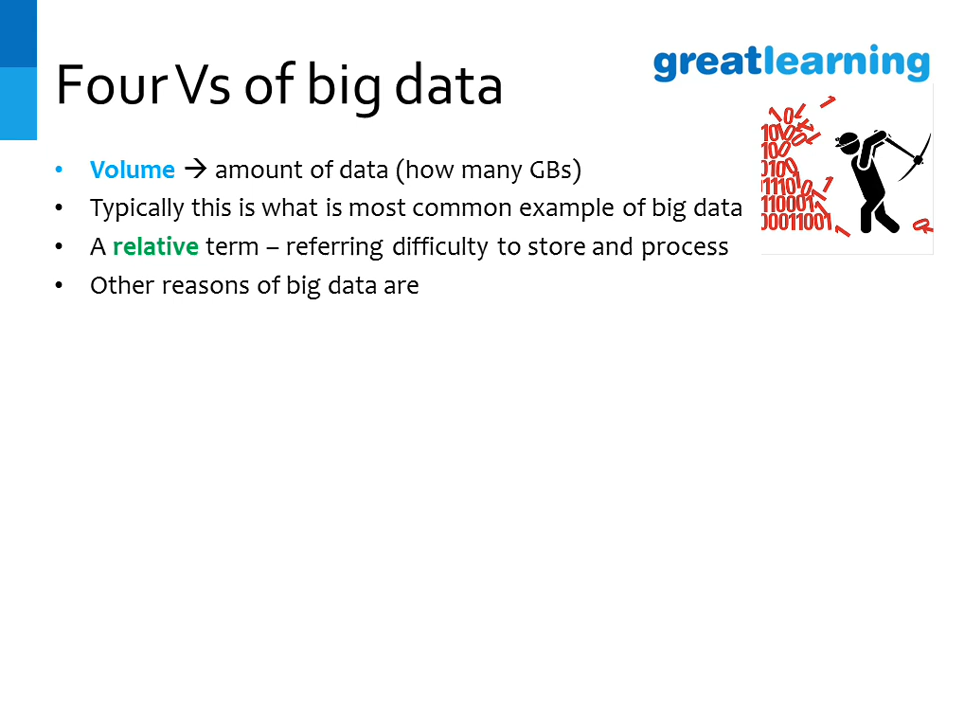 Four Vs of big data
greatlearning
• Volume → amount of data (how many GBs)
• Typically this is what is most common example of big data
• A relative term – referring difficulty to store and process
• Other reasons of big data are